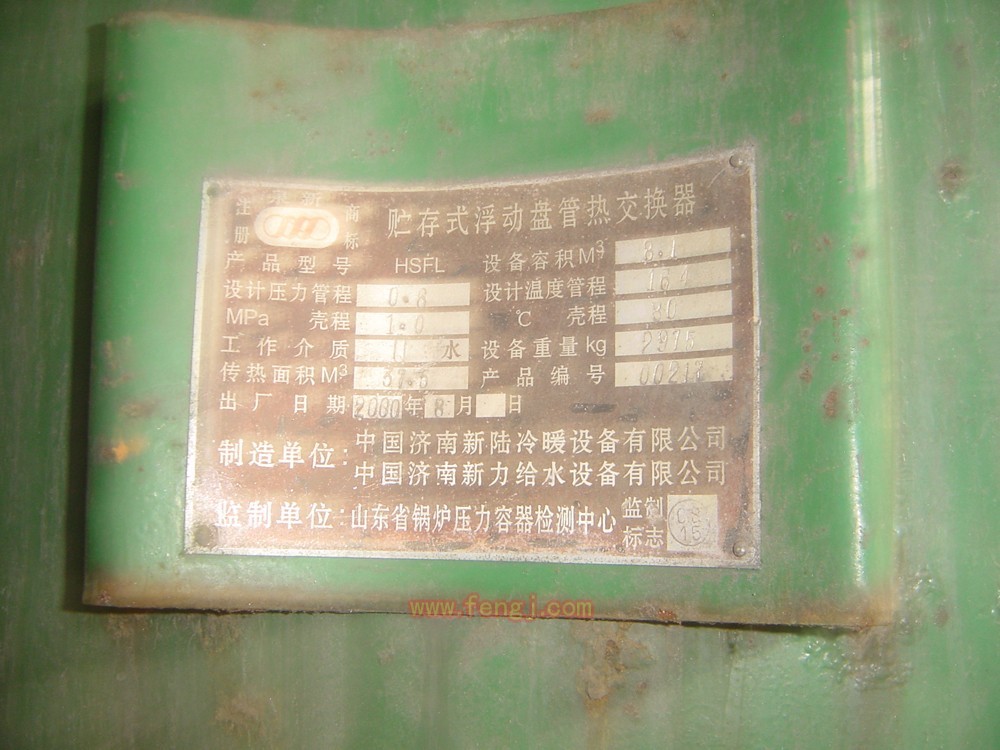 注册 商标
贮存式浮动盘管热交换器
产品型号 HSFL 设备容积M³ 8.1
设计压力管程 0.8 设计温度管程
MPa 壳程 1.0 ℃ 壳程
工作介质 水 设备重量kg
传热面积M³ 57.5 产品编号
出厂日期 2000年8月 日
制造单位: 中国济南新陆冷暖设备有限公司
中国济南新力给水设备有限公司
监制单位: 山东省锅炉压力容器检测中心 监制标志
www.fengj.com